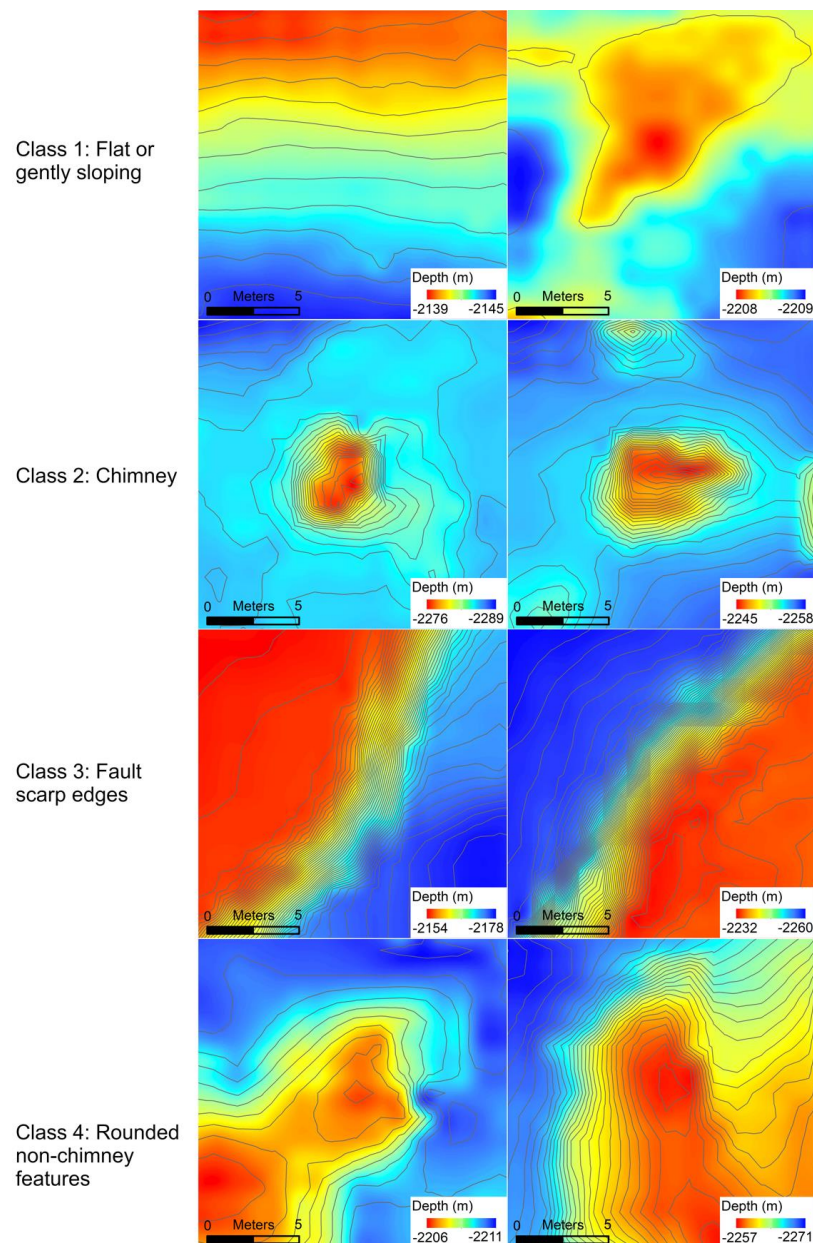 Class 1: Flat or
gently sloping
Depth (m)
0 Meters 5
-2139 -2145
Depth (m)
0 Meters 5
-2208 -2209
Class 2: Chimney
Depth (m)
0 Meters 5
-2276 -2289
Depth (m)
0 Meters 5
-2245 -2258
Class 3: Fault
scarp edges
Depth (m)
0 Meters 5
-2154 -2178
Depth (m)
0 Meters 5
-2232 -2260
Class 4: Rounded
non-chimney
features
Depth (m)
0 Meters 5
-2206 -2211
Depth (m)
0 Meters 5
-2257 -2271